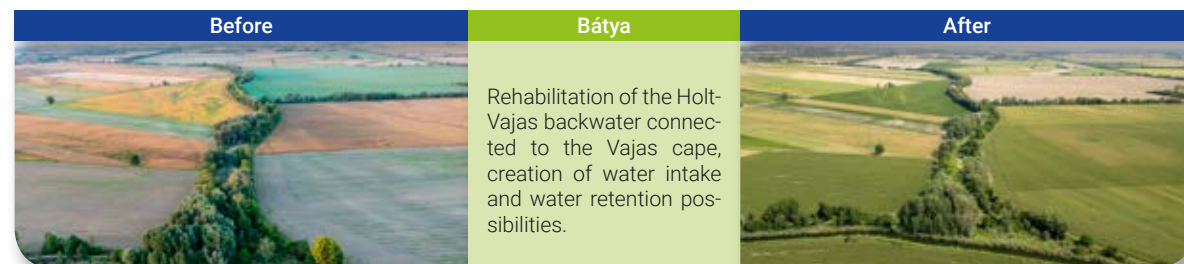 Before
Bátya
After
Rehabilitation of the Holt-
Vajas backwater connec-
ted to the Vajas cape,
creation of water intake
and water retention pos-
sibilities.